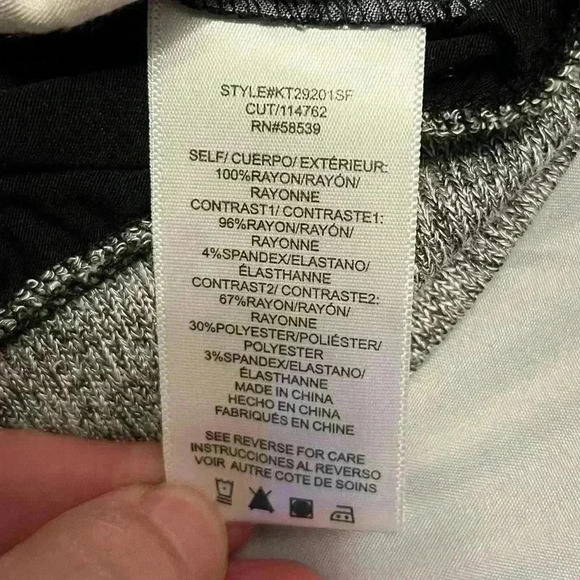 STYLE#KT29201SF
CUT/114762
RN#58539
SELF/ CUERPO/ EXTÉRIEUR:
100%RAYON/RAYÓN/
RAYONNE
CONTRAST1/ CONTRASTE1:
96%RAYON/RAYÓN/
RAYONNE
4%SPANDEX/ELASTANO/
ÉLASTHANNE
CONTRAST2/ CONTRASTE2:
67%RAYON/RAYÓN/
RAYONNE
30%POLYESTER/POLIÉSTER/
POLYESTER
3%SPANDEX/ELASTANO/
ÉLASTHANNE
MADE IN CHINA
HECHO EN CHINA
FABRIQUÉS EN CHINE
SEE REVERSE FOR CARE
INSTRUCCIONES AL REVERSO
VOIR AUTRE COTE DE SOINS